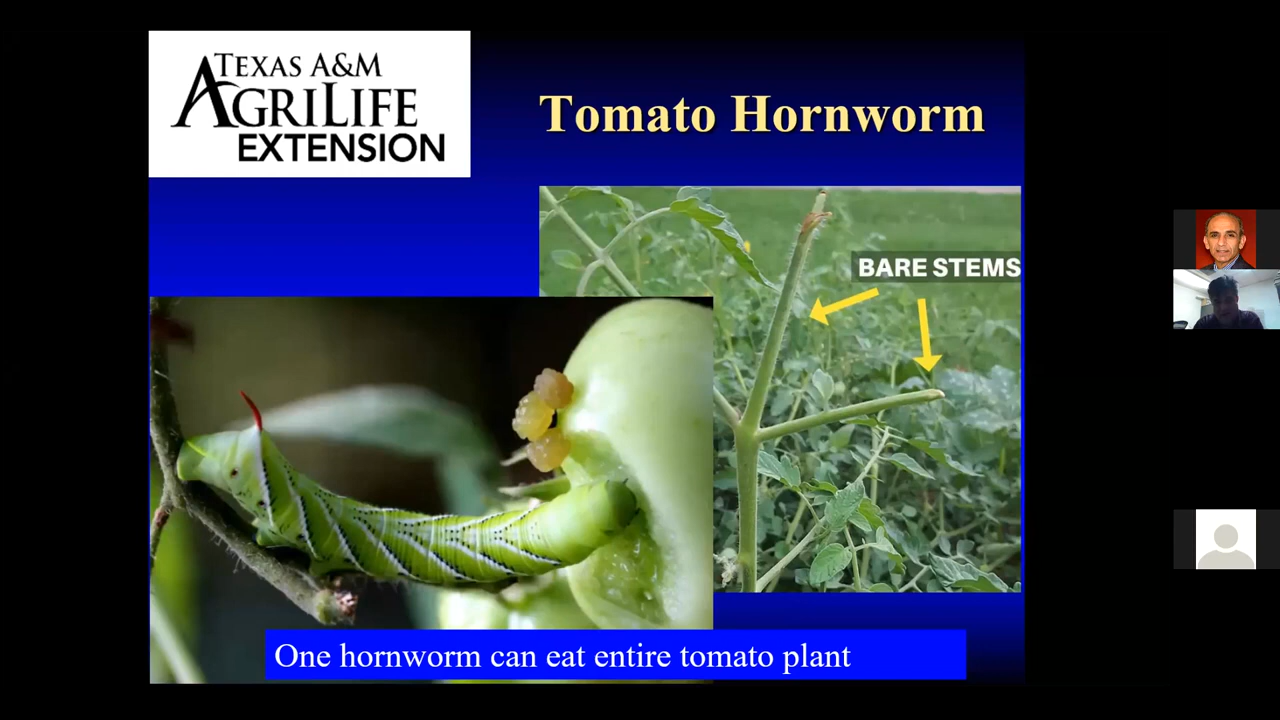 TEXAS A&M
AGRILIFE
EXTENSION
Tomato Hornworm
BARE STEMS
One hornworm can eat entire tomato plant